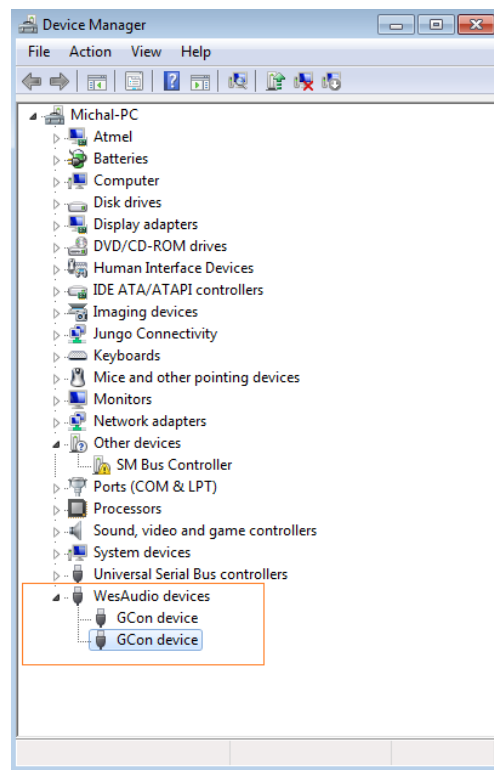 Device Manager
File Action View Help
Michal-PC
Atmel
Batteries
Computer
Disk drives
Display adapters
DVD/CD-ROM drives
Human Interface Devices
IDE ATA/ATAPI controllers
Imaging devices
Jungo Connectivity
Keyboards
Mice and other pointing devices
Monitors
Network adapters
Other devices
SM Bus Controller
Ports (COM & LPT)
Processors
Sound, video and game controllers
System devices
Universal Serial Bus controllers
WesAudio devices
GCon device
GCon device